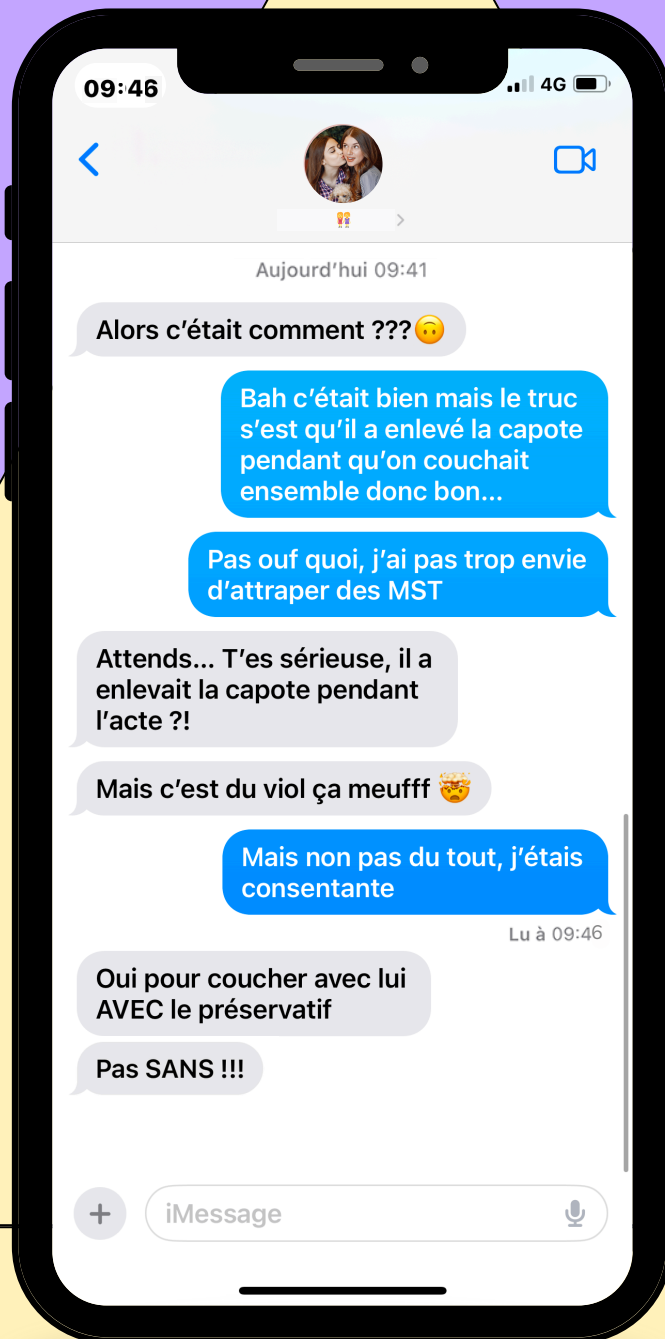 09:46
4G
Aujourd'hui 09:41
Alors c'était comment ???🙃
Bah c'était bien mais le truc
s'est qu'il a enlevé la capote
pendant qu'on couchait
ensemble donc bon...
Pas ouf quoi, j'ai pas trop envie
d'attraper des MST
Attends... T'es sérieuse, il a
enlevait la capote pendant
l'acte ?!
Mais c'est du viol ça meufff 🤯
Mais non pas du tout, j'étais
consentante
Lu à 09:46
Oui pour coucher avec lui
AVEC le préservatif
Pas SANS !!!
iMessage